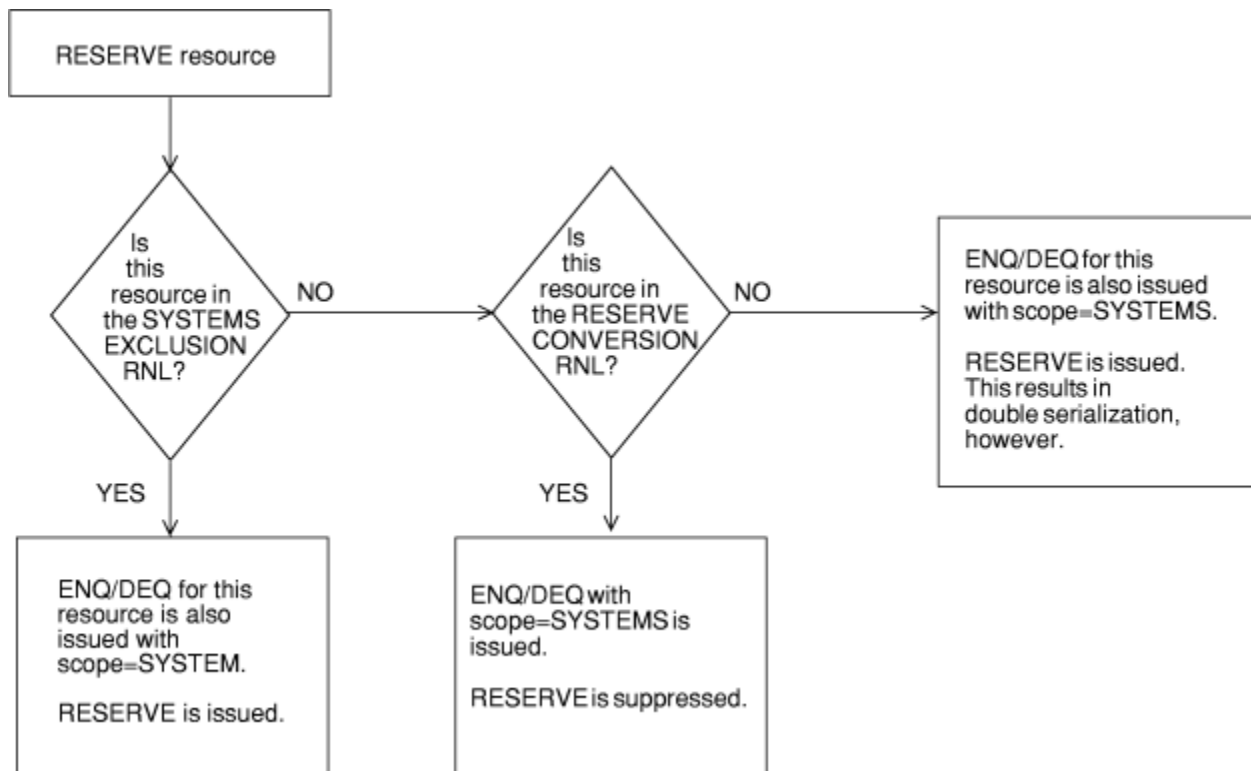 RESERVE resource
Is
this
resource in
the SYSTEMS
EXCLUSION
RNL?
NO
Is
this
resource in
the RESERVE
CONVERSION
RNL?
NO
ENQ/DEQ for this
resource is also issued
with scope=SYSTEMS.
RESERVE is issued.
This results in
double serialization,
however.
YES
YES
ENQ/DEQ for this
resource is also
issued with
scope=SYSTEM.
RESERVE is issued.
ENQ/DEQ with
scope=SYSTEMS is
issued.
RESERVE is suppressed.